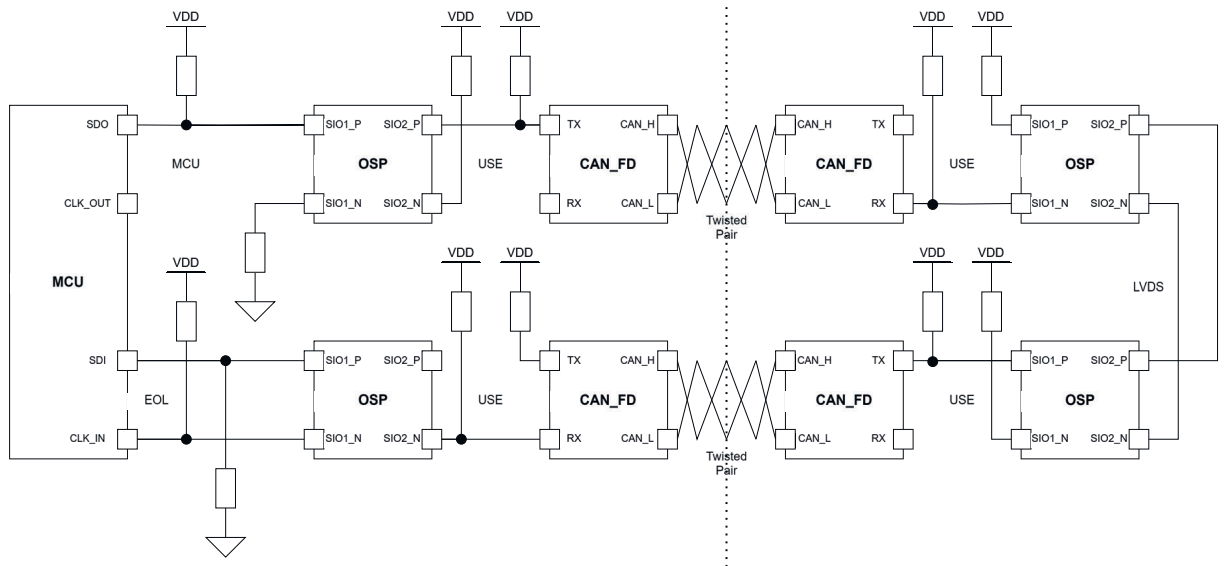 VDD
VDD
VDD
VDD
VDD
SDO
SIO1_P
SIO2_P
TX
CAN_H
CAN_H
TX
SIO1_P
SIO2_P
MCU
OSP
USE
CAN_FD
CAN_FD
USE
OSP
CLK_OUT
SIO1_N
SIO2_N
RX
CAN_L
CAN_L
RX
SIO1_N
SIO2_N
Twisted
Pair
VDD
VDD
VDD
VDD
VDD
MCU
LVDS
SDI
SIO1_P
SIO2_P
TX
CAN_H
CAN_H
TX
SIO1_P
SIO2_P
EOL
OSP
USE
CAN_FD
CAN_FD
USE
OSP
CLK_IN
SIO1_N
SIO2_N
RX
CAN_L
CAN_L
RX
SIO1_N
SIO2_N
Twisted
Pair